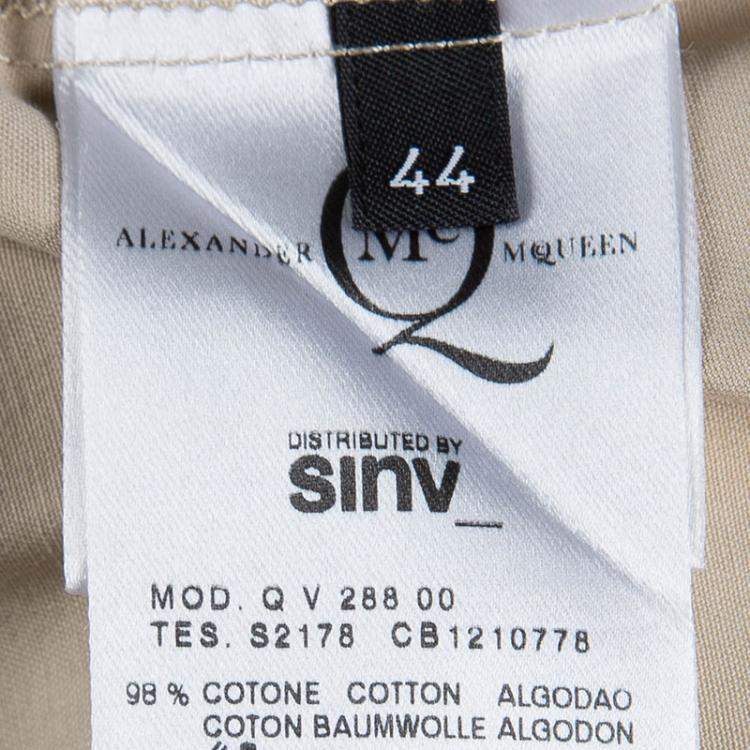 44
ALEXANDER McQ MCQUEEN
DISTRIBUTED BY
sinv_
MOD. Q V 288 00
TES. S2178 CB1210778
98 % COTONE COTTON ALGODAO
COTON BAUMWOLLE ALGODON